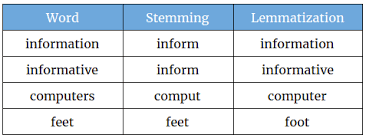 Word Stemming Lemmatization
information inform information
informative inform informative
computers comput computer
feet feet foot